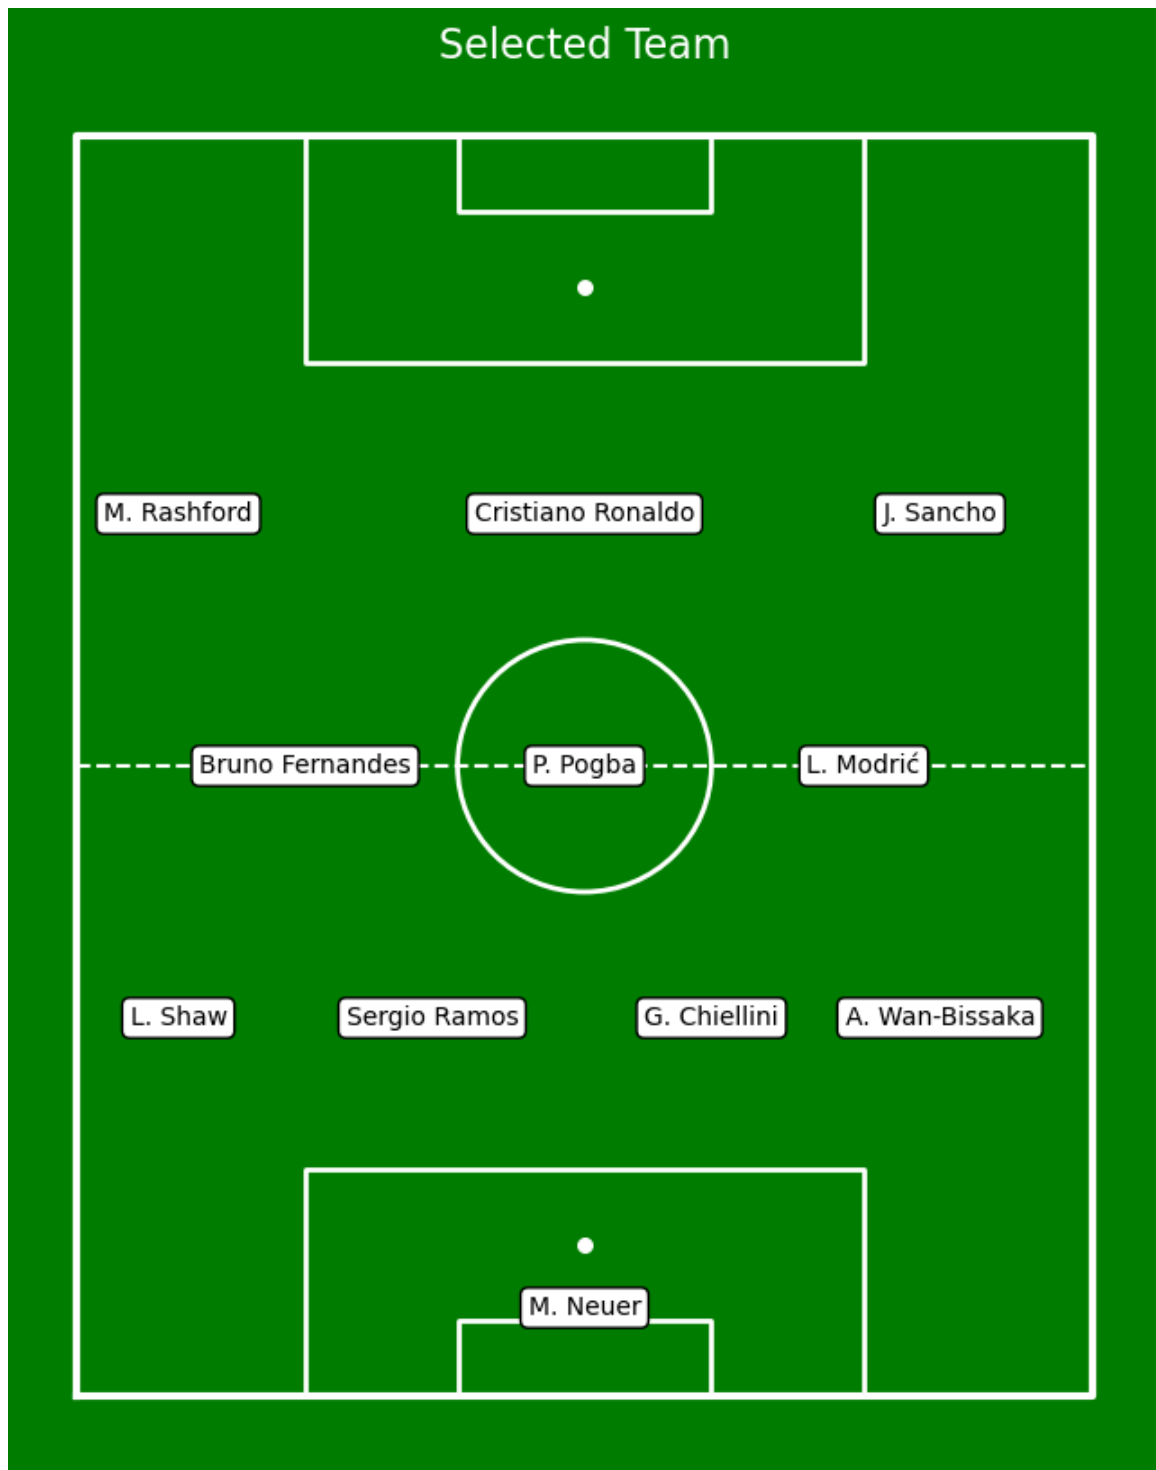 Selected Team
M. Rashford
Cristiano Ronaldo
J. Sancho
Bruno Fernandes
P. Pogba
L. Modrić
L. Shaw
Sergio Ramos
G. Chiellini
A. Wan-Bissaka
M. Neuer